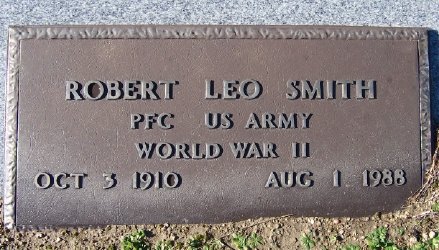 ROBERT LEO SMITH
PFC US ARMY
WORLD WAR II
OCT 3 1910 AUG 1 1988